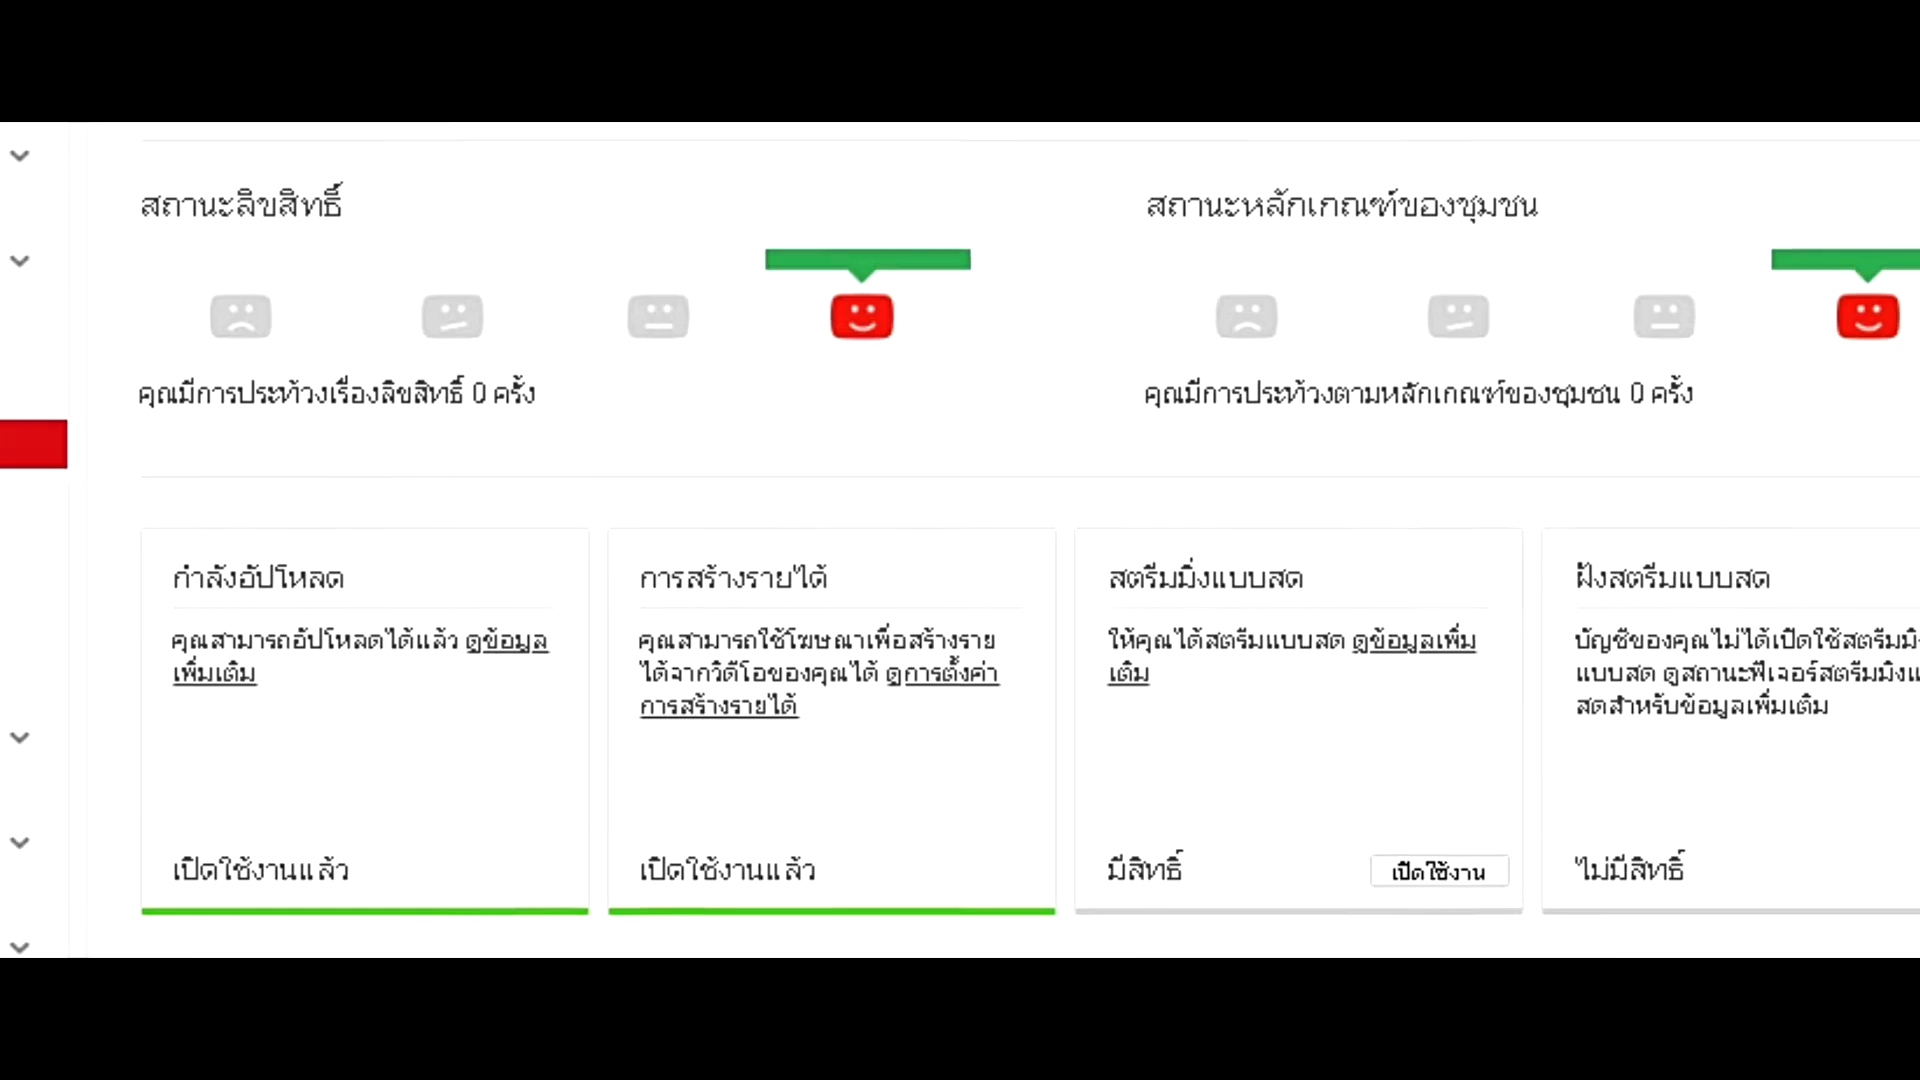 สถานะลิขสิทธิ์
สถานะหลักเกณฑ์ของชุมชน
คุณมีการประท้วงเรื่องลิขสิทธิ์ 0 ครั้ง
คุณมีการประท้วงตามหลักเกณฑ์ของชุมชน 0 ครั้ง
กำลังอัปโหลด
คุณสามารถอัปโหลดได้แล้ว ดูข้อมูล
เพิ่มเติม
เปิดใช้งานแล้ว
การสร้างรายได้
คุณสามารถใช้โฆษณาเพื่อสร้างราย
ได้จากวิดีโอของคุณได้ ดูการตั้งค่า
การสร้างรายได้
เปิดใช้งานแล้ว
สตรีมมิ่งแบบสด
ให้คุณได้สตรีมแบบสด ดูข้อมูลเพิ่ม
เติม
มีสิทธิ์
เปิดใช้งาน
ฝังสตรีมแบบสด
บัญชีของคุณไม่ได้เปิดใช้สตรีมมิ่ง
แบบสด ดูสถานะฟีเจอร์สตรีมมิ่งแ
สดสำหรับข้อมูลเพิ่มเติม
ไม่มีสิทธิ์